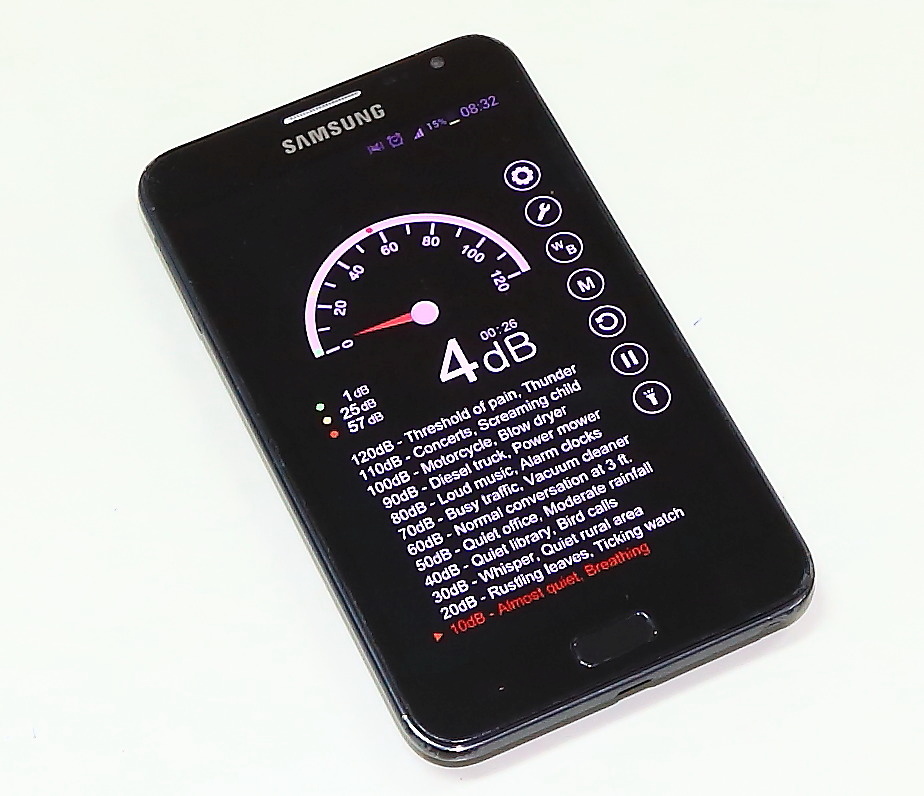 SAMSUNG
15% 08:32
0 20 40 60 80 100 120
WB
M
00:26
4dB
1dB
25dB
57dB
120dB - Threshold of pain, Thunder
110dB - Concerts, Screaming child
100dB - Motorcycle, Blow dryer
90dB - Diesel truck, Power mower
80dB - Loud music, Alarm clocks
70dB - Busy traffic, Vacuum cleaner
60dB - Normal conversation at 3 ft.
50dB - Quiet office, Moderate rainfall
40dB - Quiet library, Bird calls
30dB - Whisper, Quiet rural area
20dB - Rustling leaves, Ticking watch
10dB - Almost quiet, Breathing